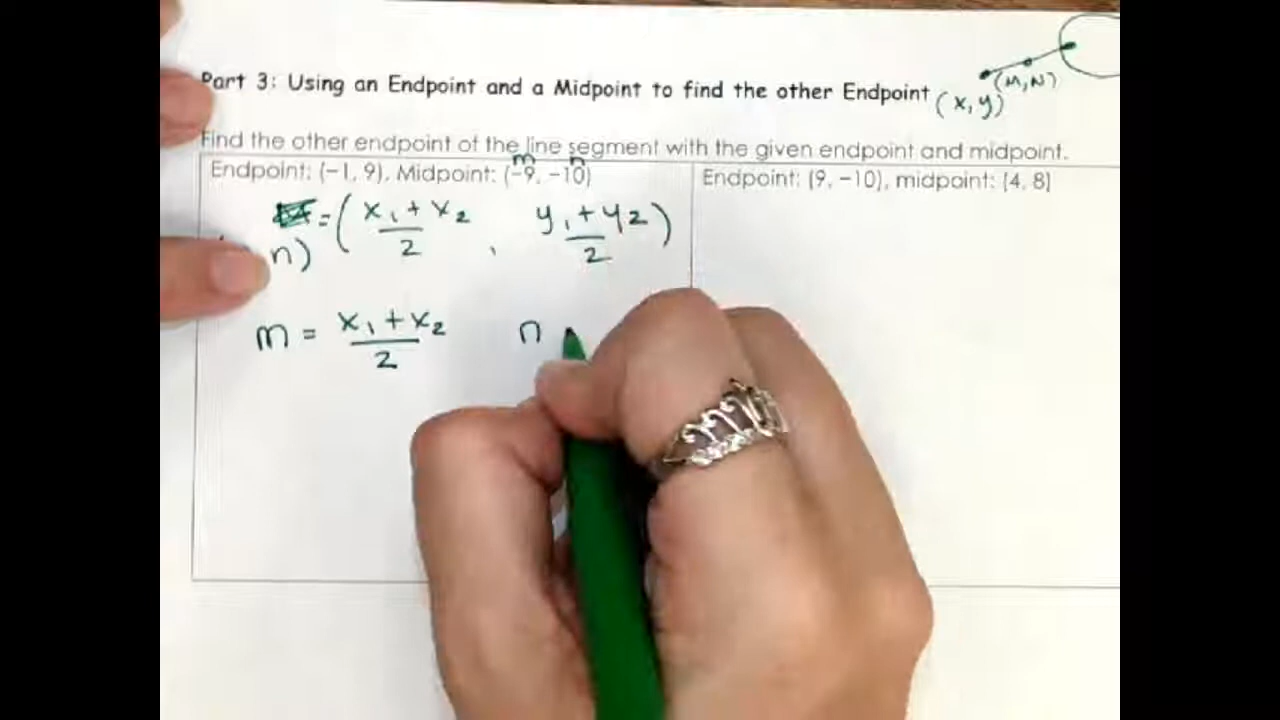 Part 3: Using an Endpoint and a Midpoint to find the other Endpoint
(M,N)
(x,y)
Find the other endpoint of the line segment with the given endpoint and midpoint.
m n
Endpoint: (-1, 9), Midpoint: (-9, -10)
Endpoint: (9, -10), midpoint: (4, 8)
= ( x₁ + x₂ / 2 , y₁ + y₂ / 2 )
n)
m = x₁ + x₂ / 2
n